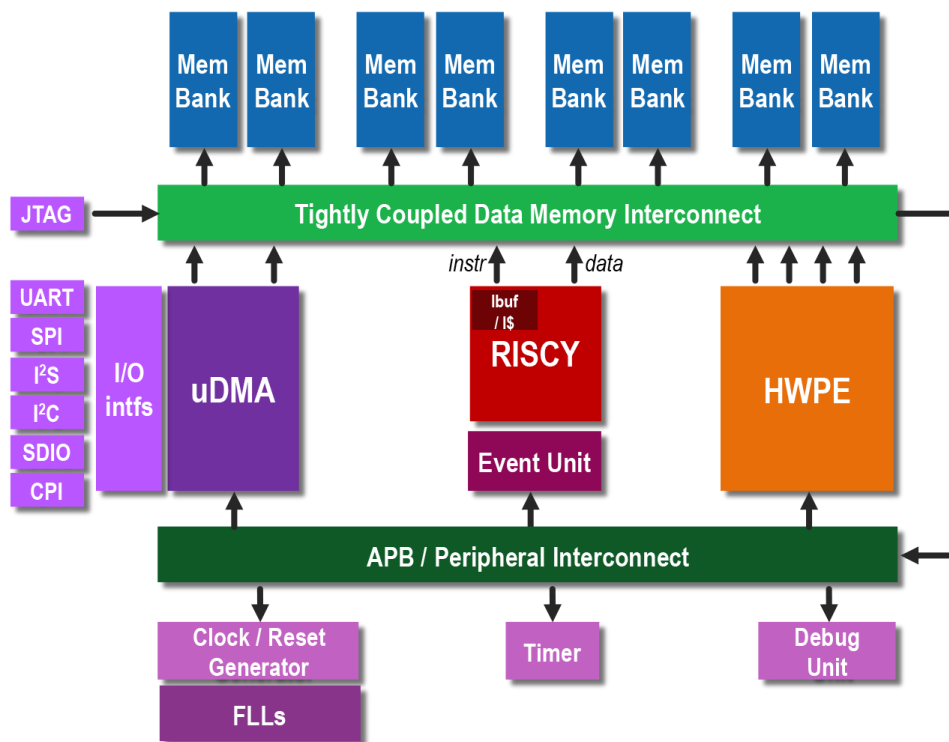 Mem Bank
Mem Bank
Mem Bank
Mem Bank
Mem Bank
Mem Bank
Mem Bank
Mem Bank
JTAG
Tightly Coupled Data Memory Interconnect
instr
data
UART
SPI
I²S
I²C
SDIO
CPI
I/O
intfs
uDMA
Ibuf
/ I$
RISCY
Event Unit
HWPE
APB / Peripheral Interconnect
Clock / Reset
Generator
FLLs
Timer
Debug
Unit